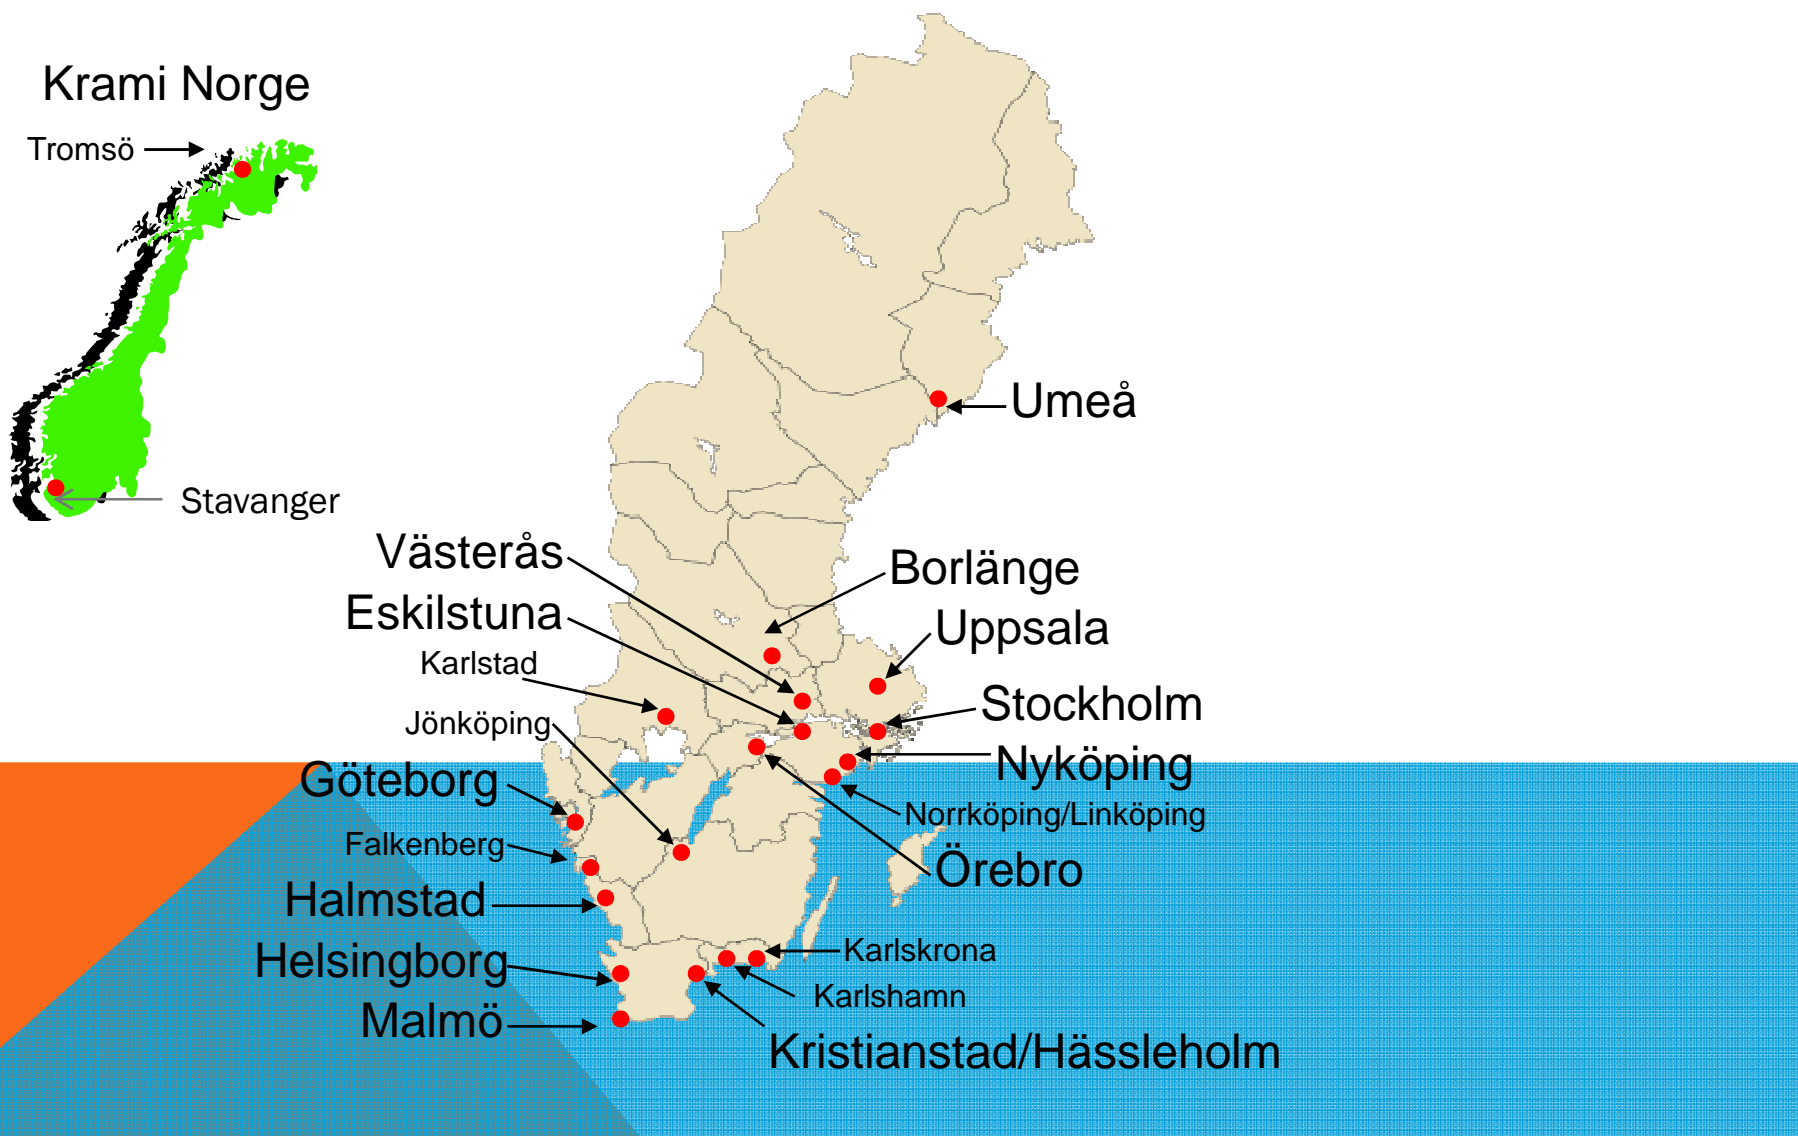 Krami Norge
Tromsö
Umeå
Stavanger
Västerås
Borlänge
Eskilstuna
Uppsala
Karlstad
Stockholm
Jönköping
Nyköping
Göteborg
Norrköping/Linköping
Falkenberg
Örebro
Halmstad
Karlskrona
Helsingborg
Karlshamn
Malmö
Kristianstad/Hässleholm